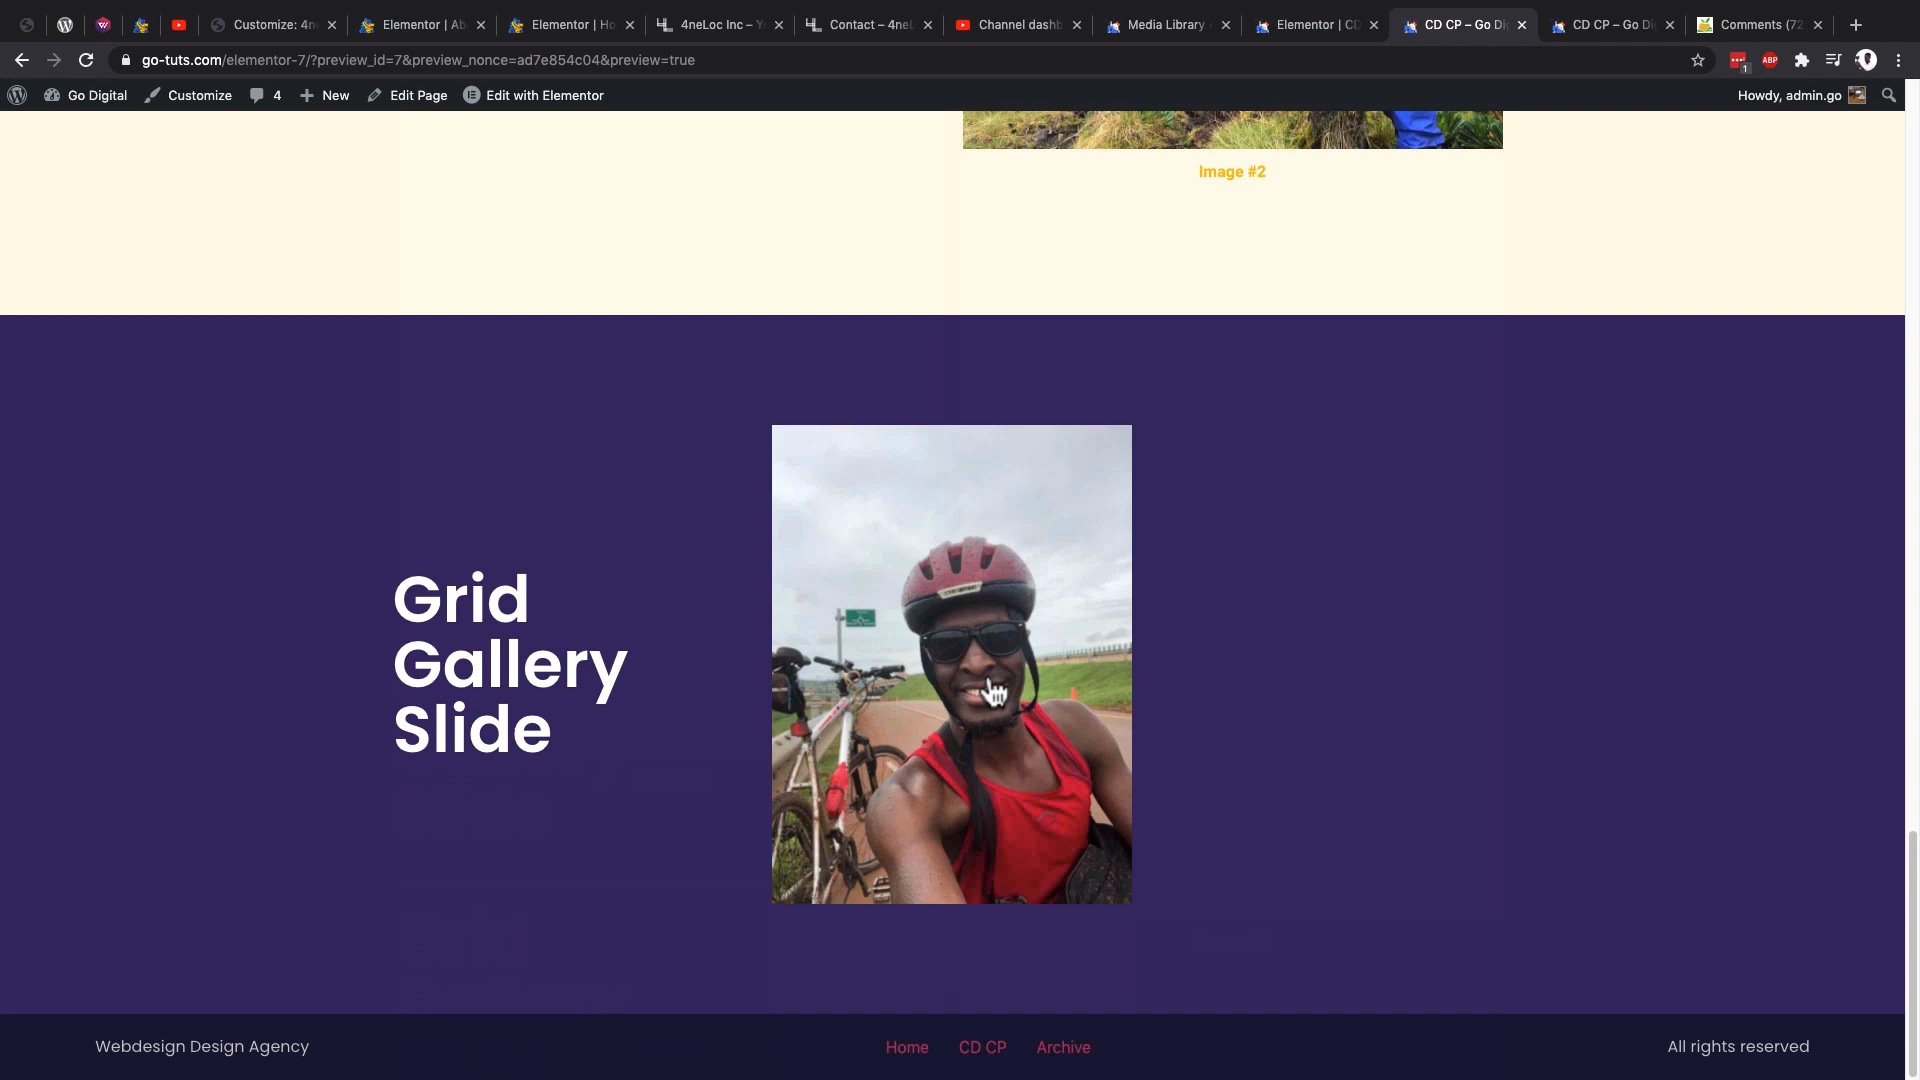 Customize: 4n
Elementor | Ab
Elementor | Ho
4neLoc Inc – Y
Contact – 4neL
Channel dashb
Media Library
Elementor | CD
CD CP – Go Di
CD CP – Go Di
Comments (72
go-tuts.com/elementor-7/?preview_id=7&preview_nonce=ad7e854c04&preview=true
1
ABP
Go Digital
Customize
4
New
Edit Page
Edit with Elementor
Howdy, admin.go
Image #2
Grid
Gallery
Slide
Webdesign Design Agency
Home
CD CP
Archive
All rights reserved